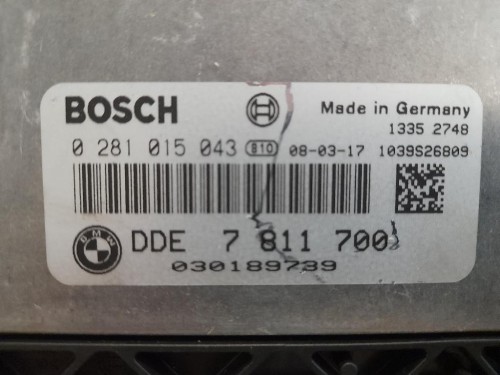 BOSCH
Made in Germany
1335 2748
0 281 015 043 810 08-03-17 1039S26809
BMW DDE 7 811 700
030189739